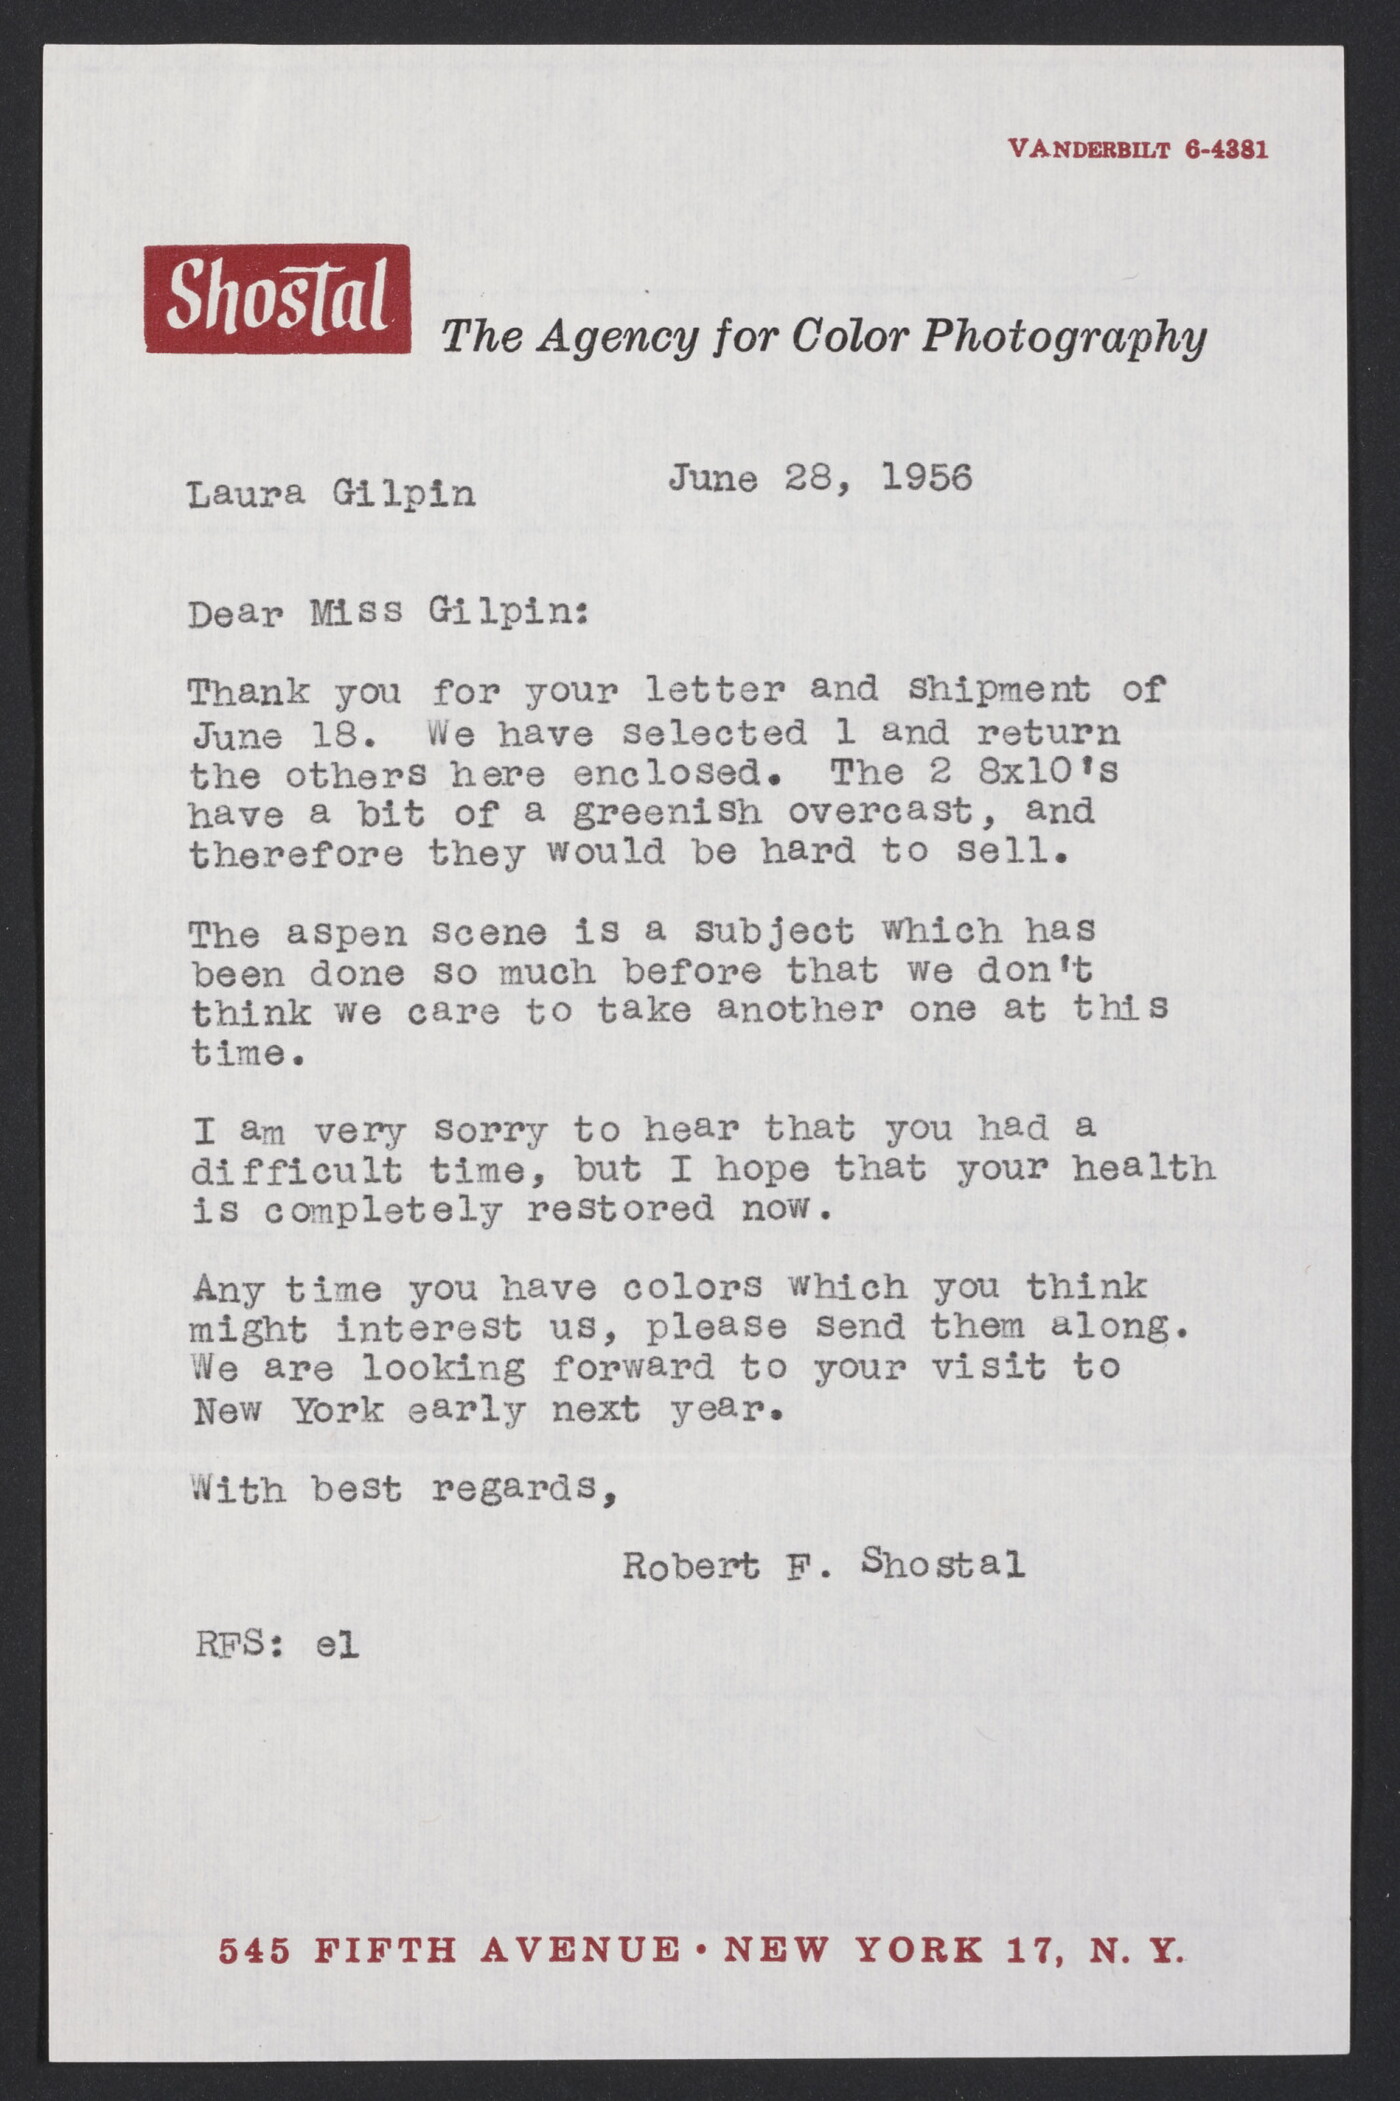 VANDERBILT 6-4381
Shostal
The Agency for Color Photography
June 28, 1956
Laura Gilpin
Dear Miss Gilpin:
Thank you for your letter and shipment of
June 18.  We have selected 1 and return
the others here enclosed.  The 2 8x10's
have a bit of a greenish overcast, and
therefore they would be hard to sell.
The aspen scene is a subject which has
been done so much before that we don't
think we care to take another one at this
time.
I am very sorry to hear that you had a
difficult time, but I hope that your health
is completely restored now.
Any time you have colors which you think
might interest us, please send them along.
We are looking forward to your visit to
New York early next year.
With best regards,
Robert F. Shostal
RFS: el
545 FIFTH AVENUE • NEW YORK 17, N. Y.